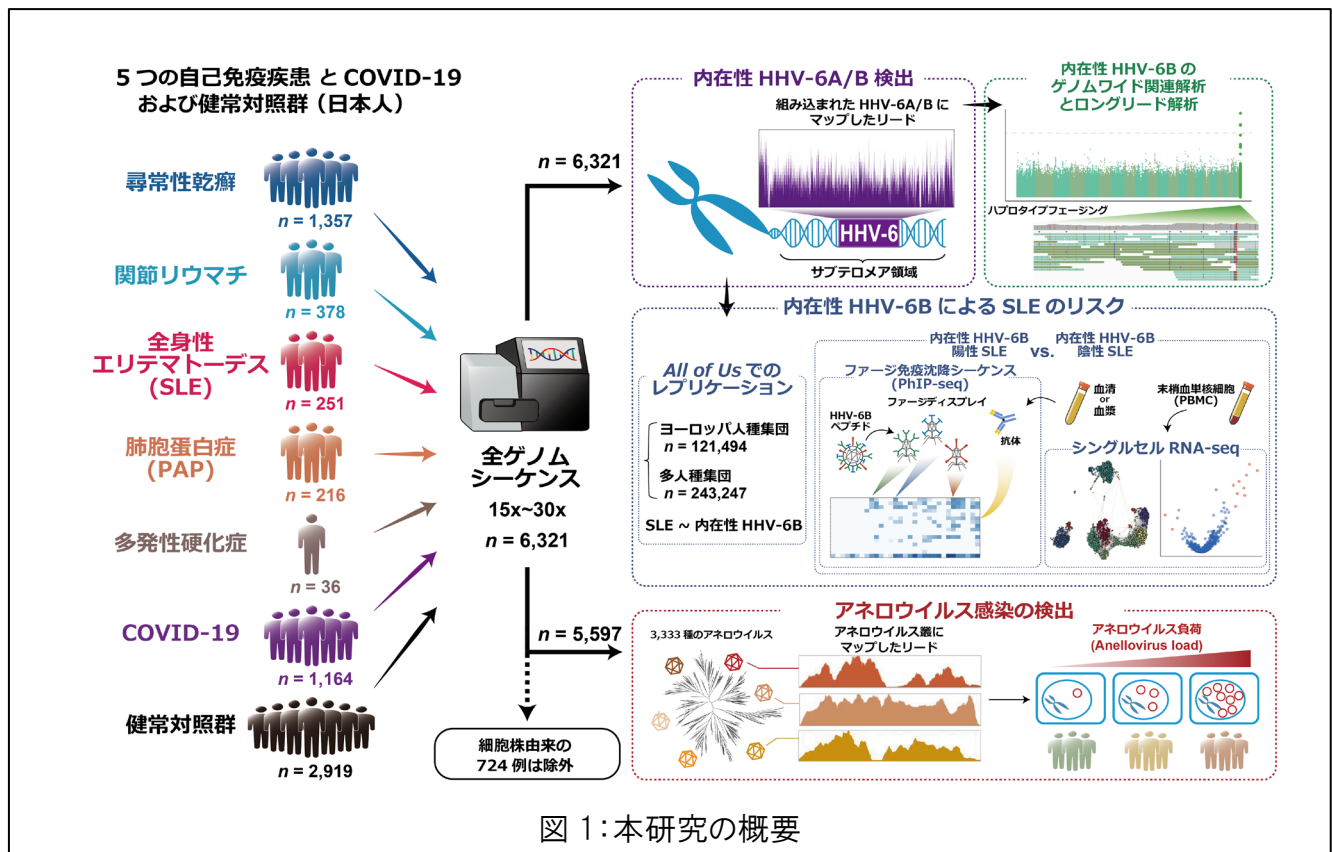 5つの自己免疫疾患 と COVID-19
および健常対照群（日本人）
尋常性乾癬
n = 1,357
関節リウマチ
n = 378
全身性
エリテマトーデス
(SLE)
n = 251
肺胞蛋白症
(PAP)
n = 216
多発性硬化症
n = 36
COVID-19
n = 1,164
健常対照群
n = 2,919
全ゲノム
シーケンス
15x~30x
n = 6,321
n = 6,321
n = 5,597
細胞株由来の
724 例は除外
内在性 HHV-6A/B 検出
組み込まれた HHV-6A/B に
マップしたリード
HHV-6
サブテロメア領域
内在性 HHV-6B の
ゲノムワイド関連解析
とロングリード解析
ハプロタイプフェージング
内在性 HHV-6B による SLE のリスク
All of Us での
レプリケーション
ヨーロッパ人種集団
n = 121,494
多人種集団
n = 243,247
SLE ~ 内在性 HHV-6B
内在性 HHV-6B
陽性 SLE
vs.
内在性 HHV-6B
陰性 SLE
ファージ免疫沈降シーケンス
(PhIP-seq)
ファージディスプレイ
HHV-6B
ペプチド
抗体
血清
or
血漿
末梢血単核細胞
(PBMC)
シングルセル RNA-seq
アネロウイルス感染の検出
3,333 種のアネロウイルス
アネロウイルス叢に
マップしたリード
アネロウイルス負荷
(Anellovirus load)
図 1：本研究の概要